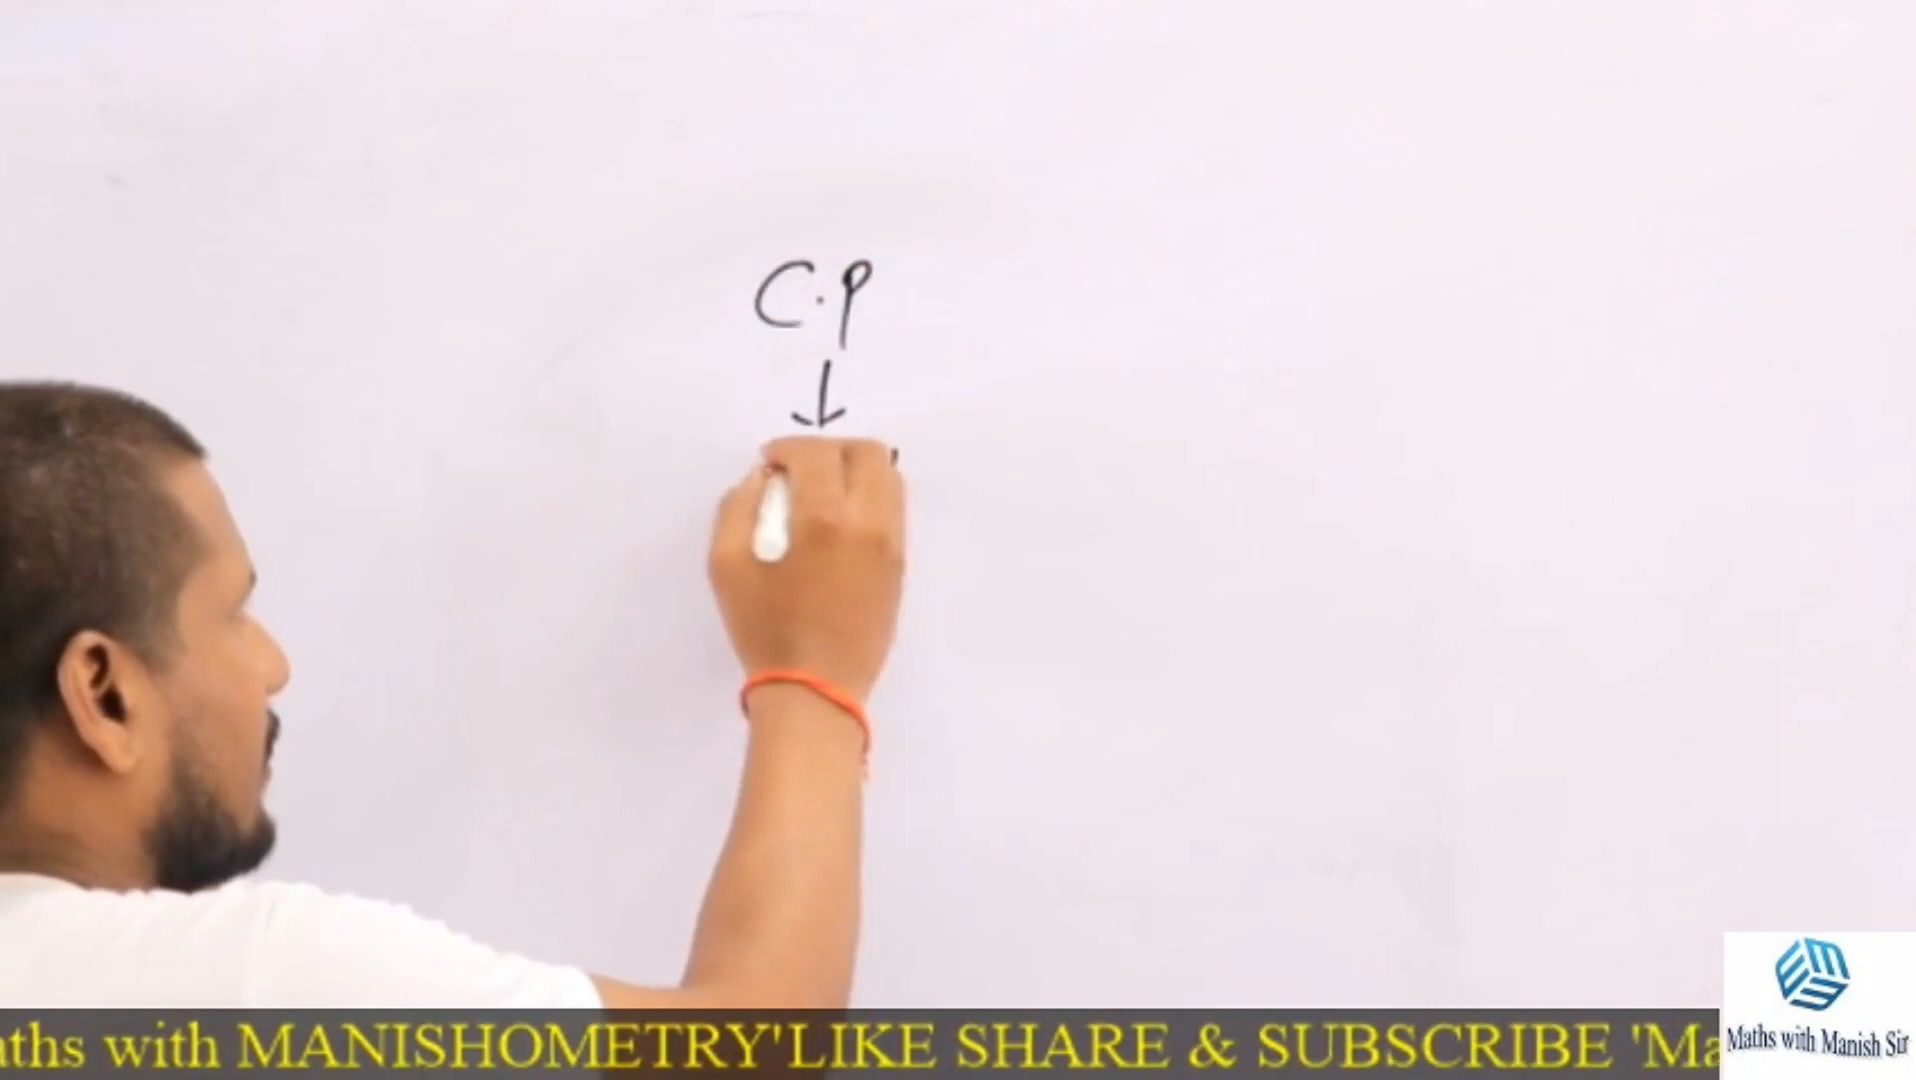 C.P
↓
aths with MANISHOMETRY'LIKE SHARE & SUBSCRIBE 'Ma
Maths with Manish Sir